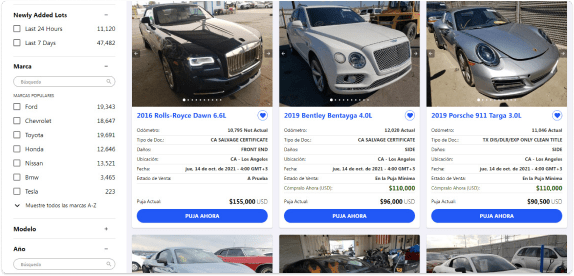 Newly Added Lots −
Last 24 Hours 11,120
Last 7 Days 47,482
Marca −
Búsqueda
MARCAS POPULARES
Ford 19,343
Chevrolet 18,647
Toyota 19,691
Honda 12,646
Nissan 13,521
Bmw 3,465
Tesla 223
Muestre todos las marcas A-Z
Modelo +
Año −
Búsqueda
2016 Rolls-Royce Dawn 6.6L
Odómetro: 10,795 Not Actual
Tipo de Doc.: CA SALVAGE CERTIFICATE
Daños: FRONT END
Ubicación: CA - Los Angeles
Fecha: jue, 14 de oct. de 2021 - 4:00 GMT+3
Estado de Venta: A Prueba
Puja Actual: $155,000 USD
PUJA AHORA
2019 Bentley Bentayga 4.0L
Odómetro: 12,020 Actual
Tipo de Doc.: CA SALVAGE CERTIFICATE
Daños: SIDE
Ubicación: CA - Los Angeles
Fecha: jue, 14 de oct. de 2021 - 4:00 GMT+3
Estado de Venta: En la Puja Mínima
Cómpralo Ahora (USD): $110,000
Puja Actual: $96,000 USD
PUJA AHORA
2019 Porsche 911 Targa 3.0L
Odómetro: 11,046 Actual
Tipo de Doc.: TX DIS/DLR/EXP ONLY CLEAN TITLE
Daños: SIDE
Ubicación: CA - Los Angeles
Fecha: jue, 14 de oct. de 2021 - 4:00 GMT+3
Estado de Venta: En la Puja Mínima
Cómpralo Ahora (USD): $110,000
Puja Actual: $90,500 USD
PUJA AHORA